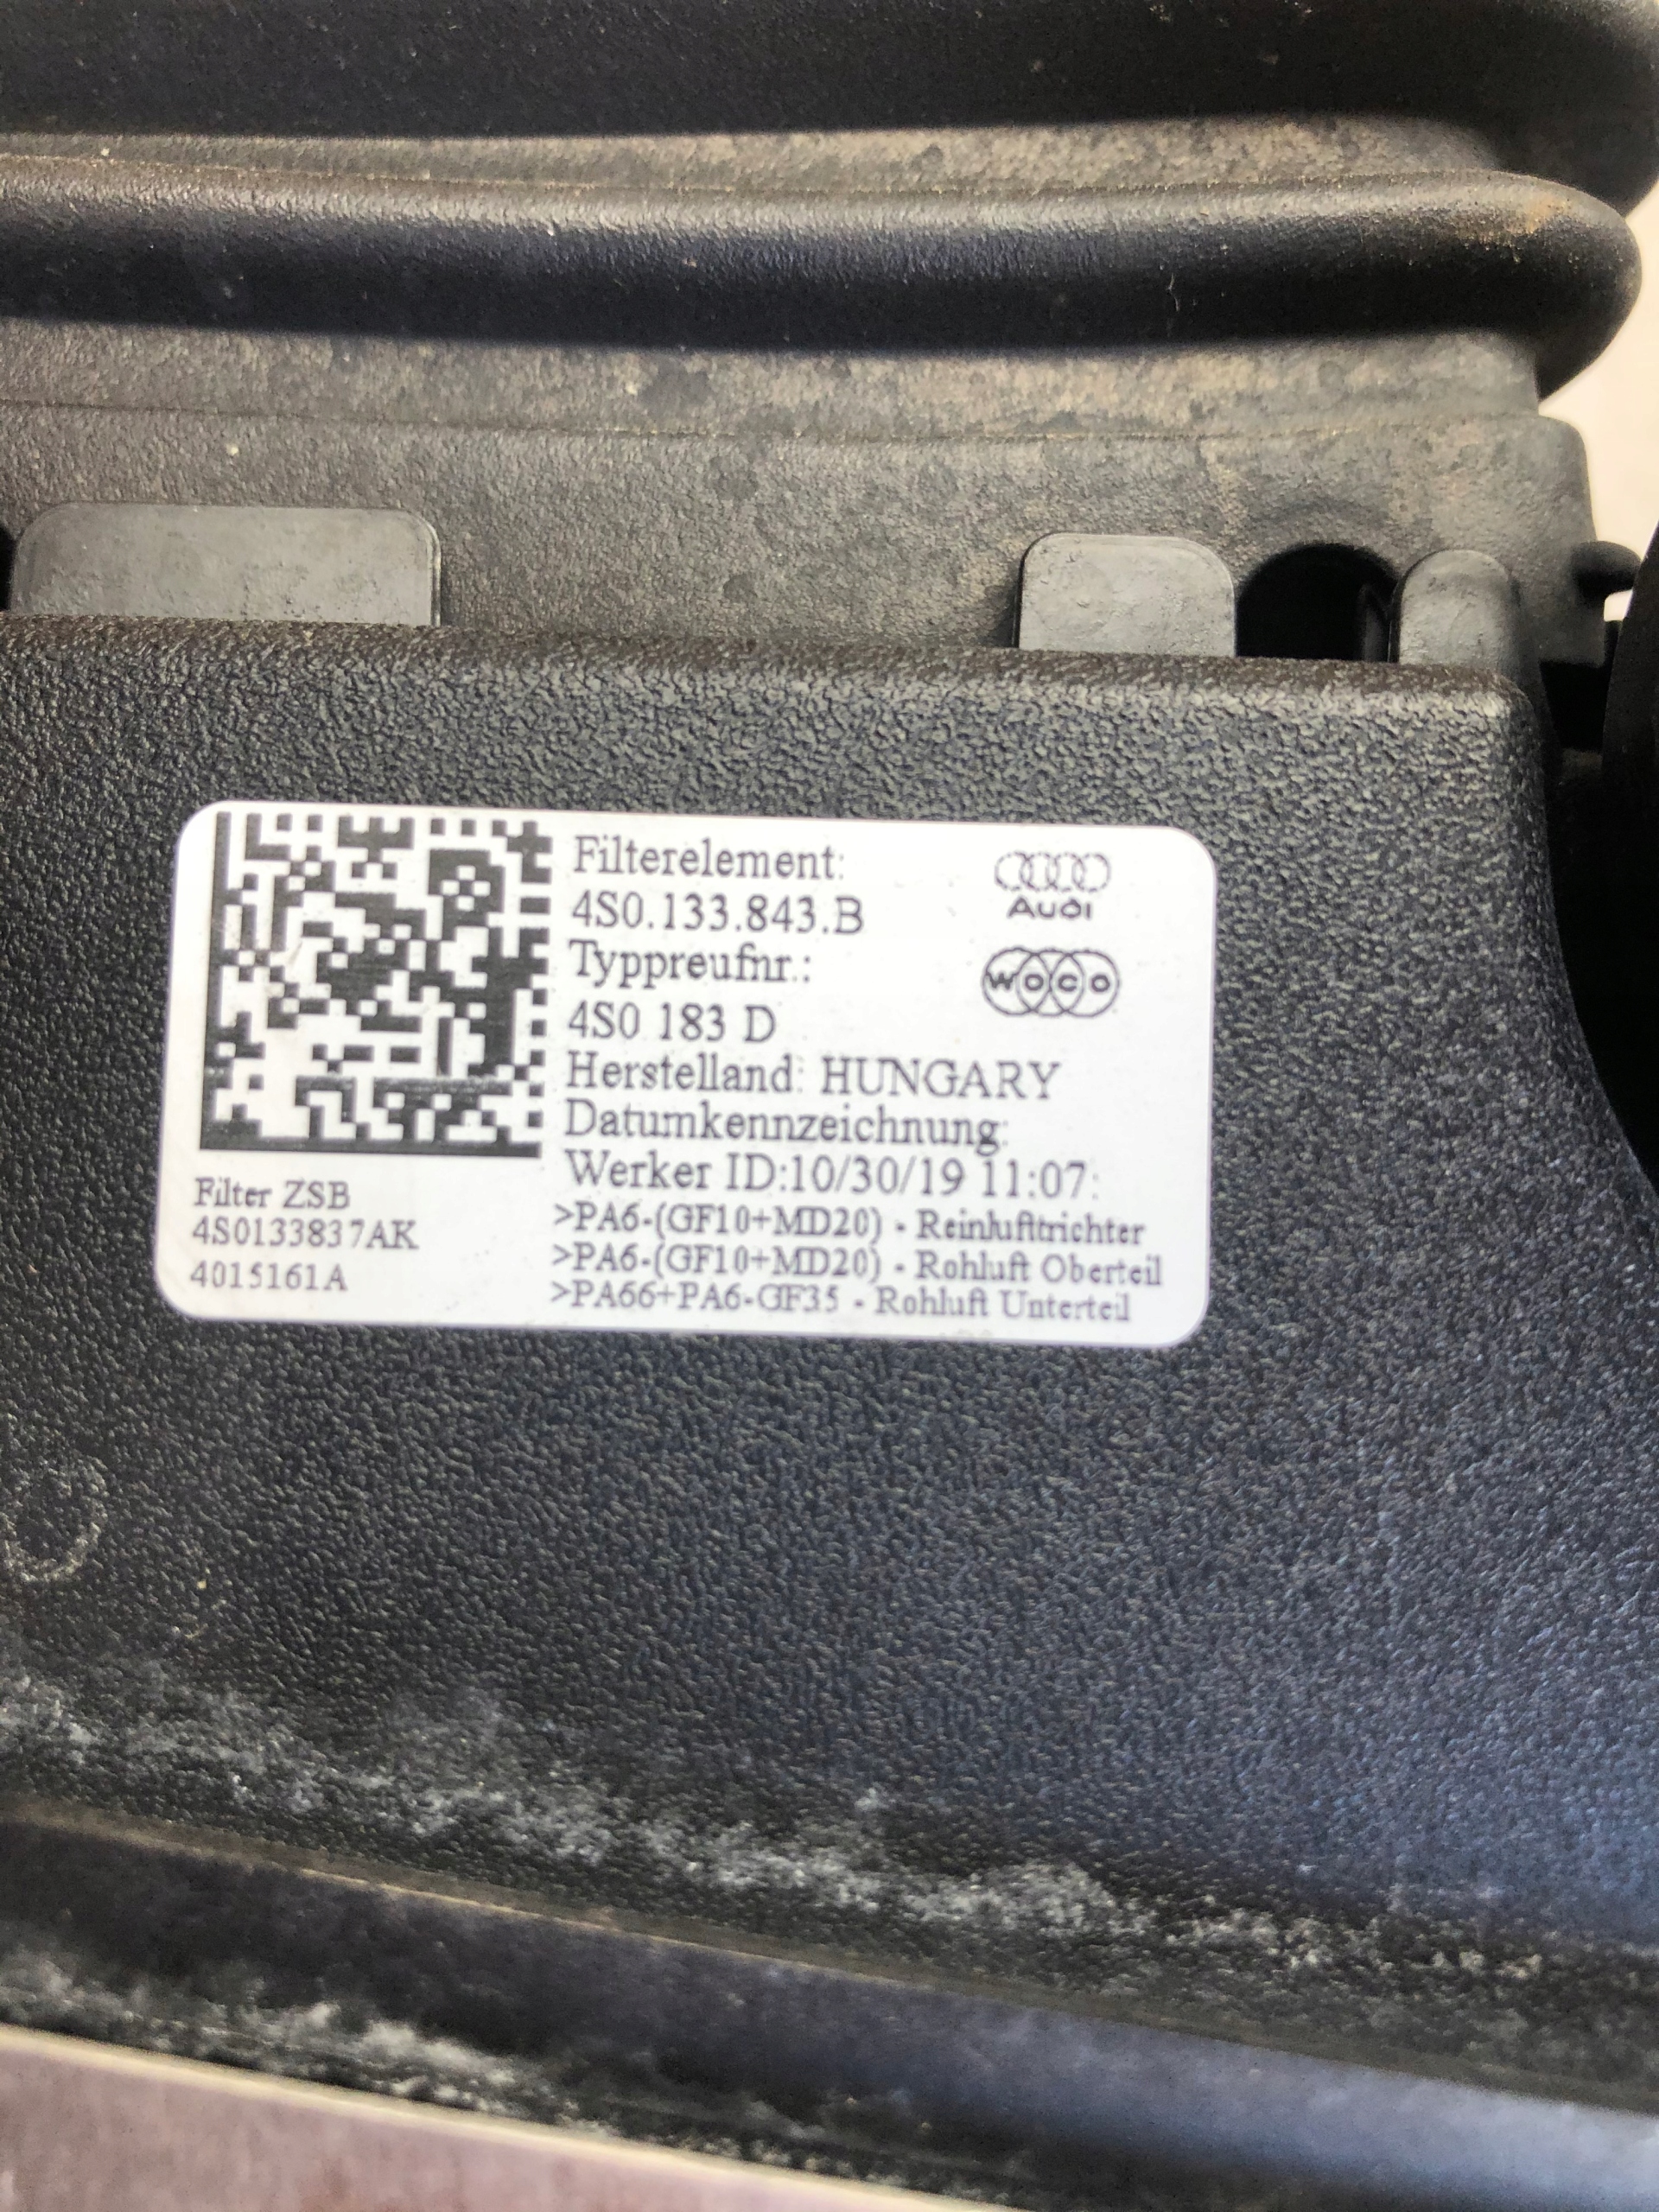 Filterelement:
4S0.133.843.B
Typpreufnr.:
4S0 183 D
Herstelland: HUNGARY
Datumkennzeichnung:
Werker ID:10/30/19 11:07:
>PA6-(GF10+MD20) - Reinlufttrichter
>PA6-(GF10+MD20) - Rohluft Oberteil
>PA66+PA6-GF35 - Rohluft Unterteil
Audi
WOCO
Filter ZSB
4S0133837AK
4015161A